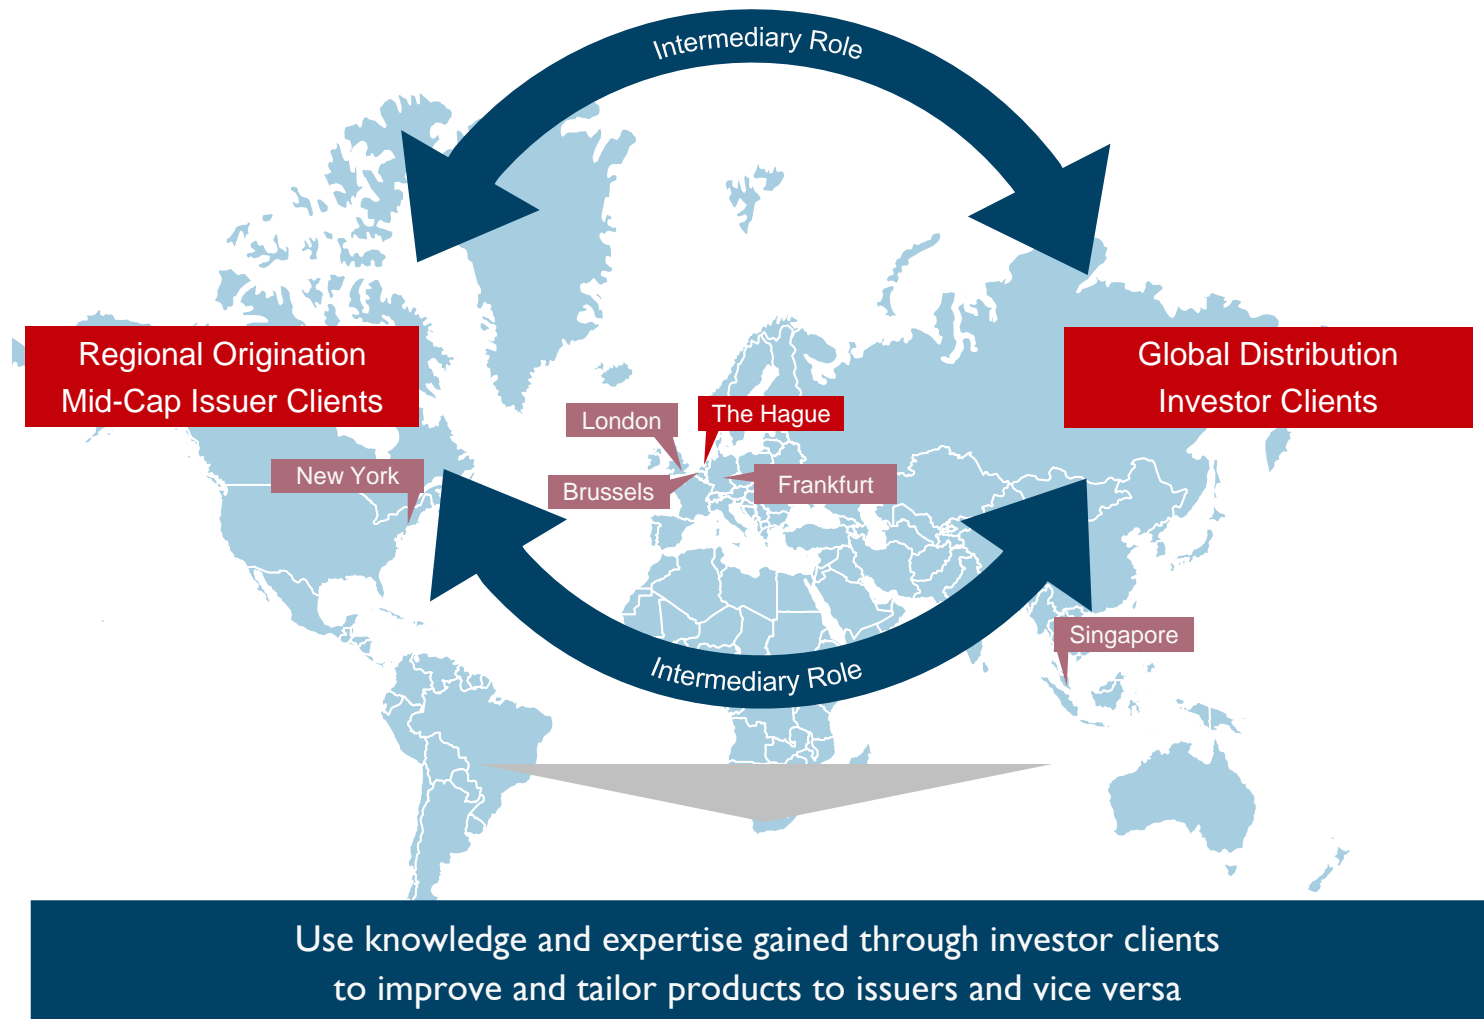 Intermediary Role
Regional Origination
Mid-Cap Issuer Clients
Global Distribution
Investor Clients
London
The Hague
New York
Brussels
Frankfurt
Singapore
Intermediary Role
Use knowledge and expertise gained through investor clients
to improve and tailor products to issuers and vice versa